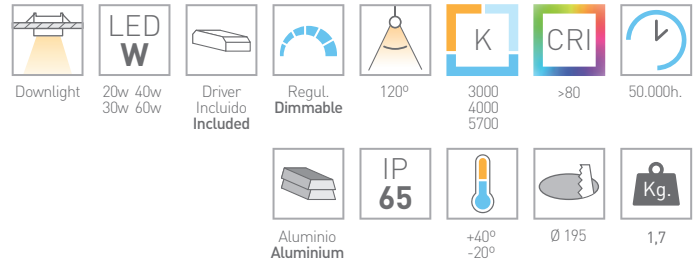 LED
W
K
CRI
Downlight
20w 40w
30w 60w
Driver
Incluido
Included
Regul.
Dimmable
120º
3000
4000
5700
>80
50.000h.
IP
65
Kg.
Aluminio
Aluminium
+40º
-20º
Ø 195
1,7